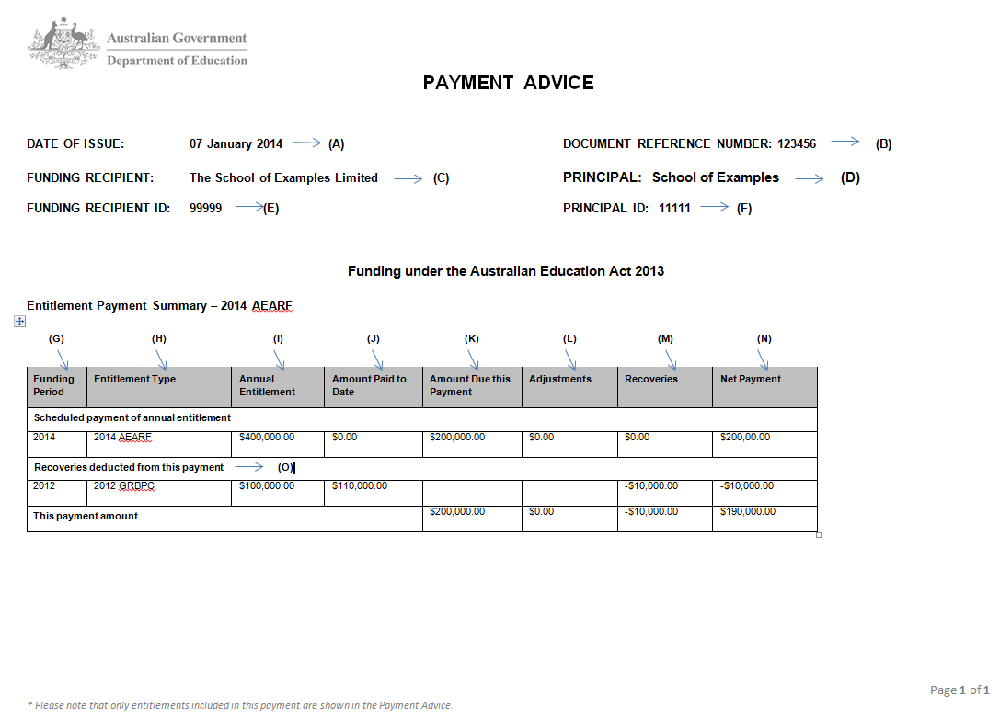 Australian Government
Department of Education
PAYMENT ADVICE
DATE OF ISSUE: 07 January 2014 (A) DOCUMENT REFERENCE NUMBER: 123456 (B)
FUNDING RECIPIENT: The School of Examples Limited (C) PRINCIPAL: School of Examples (D)
FUNDING RECIPIENT ID: 99999 (E) PRINCIPAL ID: 11111 (F)
Funding under the Australian Education Act 2013
Entitlement Payment Summary – 2014 AEARF
(G) (H) (I) (J) (K) (L) (M) (N)
Funding Entitlement Type Annual Amount Paid to Amount Due this Adjustments Recoveries Net Payment
Period Entitlement Date Payment
Scheduled payment of annual entitlement
2014 2014 AEARF $400,000.00 $0.00 $200,000.00 $0.00 $0.00 $200,00.00
Recoveries deducted from this payment (O)
2012 2012 GRBPC $100,000.00 $110,000.00 -$10,000.00 -$10,000.00
This payment amount $200,000.00 $0.00 -$10,000.00 $190,000.00
Page 1 of 1
* Please note that only entitlements included in this payment are shown in the Payment Advice.